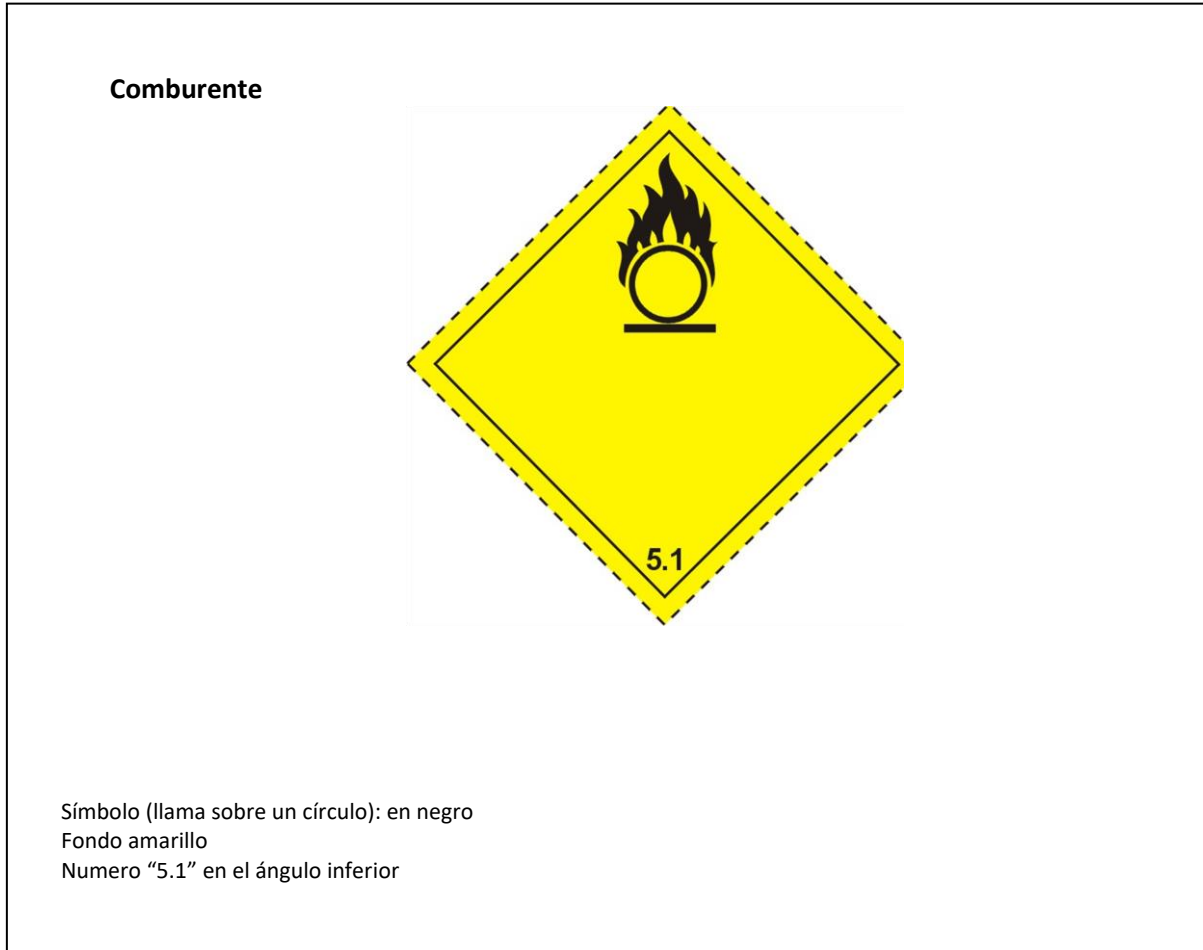 Comburente
5.1
Símbolo (llama sobre un círculo): en negro
Fondo amarillo
Numero “5.1” en el ángulo inferior